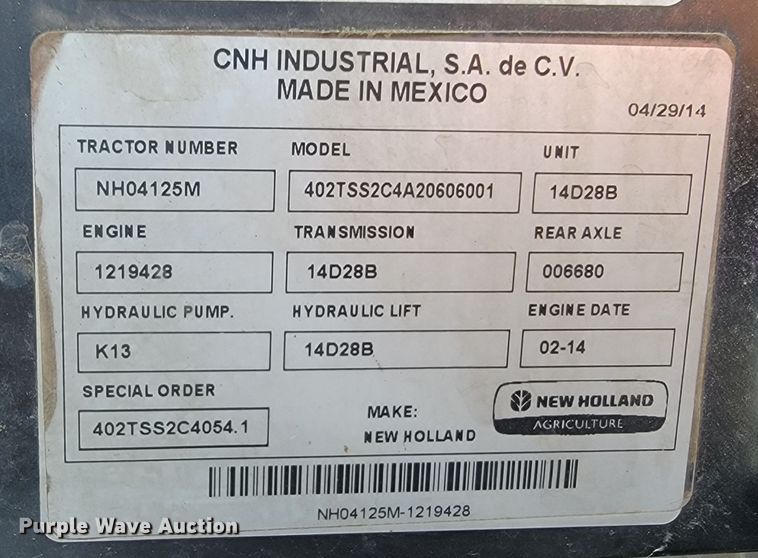 CNH INDUSTRIAL, S.A. de C.V.
MADE IN MEXICO
04/29/14
TRACTOR NUMBER MODEL UNIT
NH04125M 402TSS2C4A20606001 14D28B
ENGINE TRANSMISSION REAR AXLE
1219428 14D28B 006680
HYDRAULIC PUMP. HYDRAULIC LIFT ENGINE DATE
K13 14D28B 02-14
SPECIAL ORDER
402TSS2C4054.1
MAKE:
NEW HOLLAND
NEW HOLLAND
AGRICULTURE
NH04125M-1219428
Purple Wave Auction